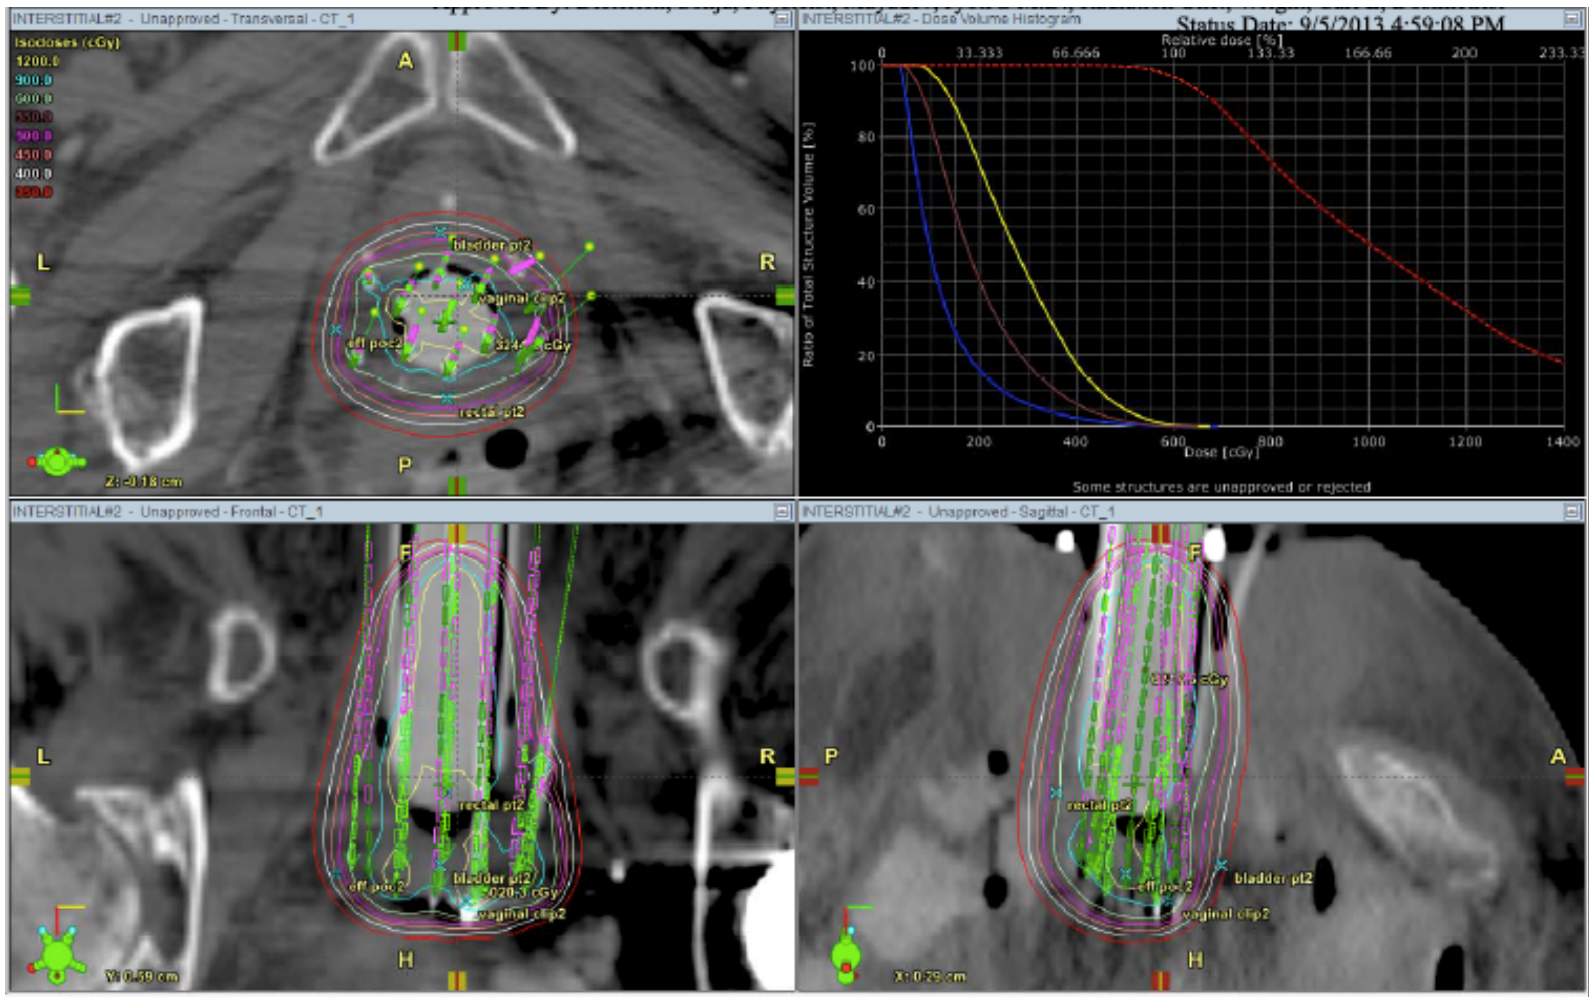 INTERSTITIAL#2 - Unapproved - Transversal - CT_1
Isodoses (cGy)
1200.0
900.0
600.0
550.0
500.0
450.0
400.0
350.0
A
L
R
bladder pt2
vaginal clip2
eff poc2
cGy
rectal pt2
P
Z: -0.18 cm
INTERSTITIAL#2 - Dose Volume Histogram
Status Date: 9/5/2013 4:59:08 PM
Relative dose [%]
0 33.333 66.666 100 133.33 166.66 200 233.33
Ratio of Total Structure Volume [%]
100
80
60
40
20
0
0 200 400 600 800 1000 1200 1400
Dose [cGy]
Some structures are unapproved or rejected
INTERSTITIAL#2 - Unapproved - Frontal - CT_1
F
L
R
rectal pt2
bladder pt2
eff poc2
cGy
vaginal clip2
H
Y: 0.59 cm
INTERSTITIAL#2 - Unapproved - Sagittal - CT_1
F
cGy
P
A
rectal pt2
eff poc2
bladder pt2
vaginal clip2
H
X: 0.29 cm